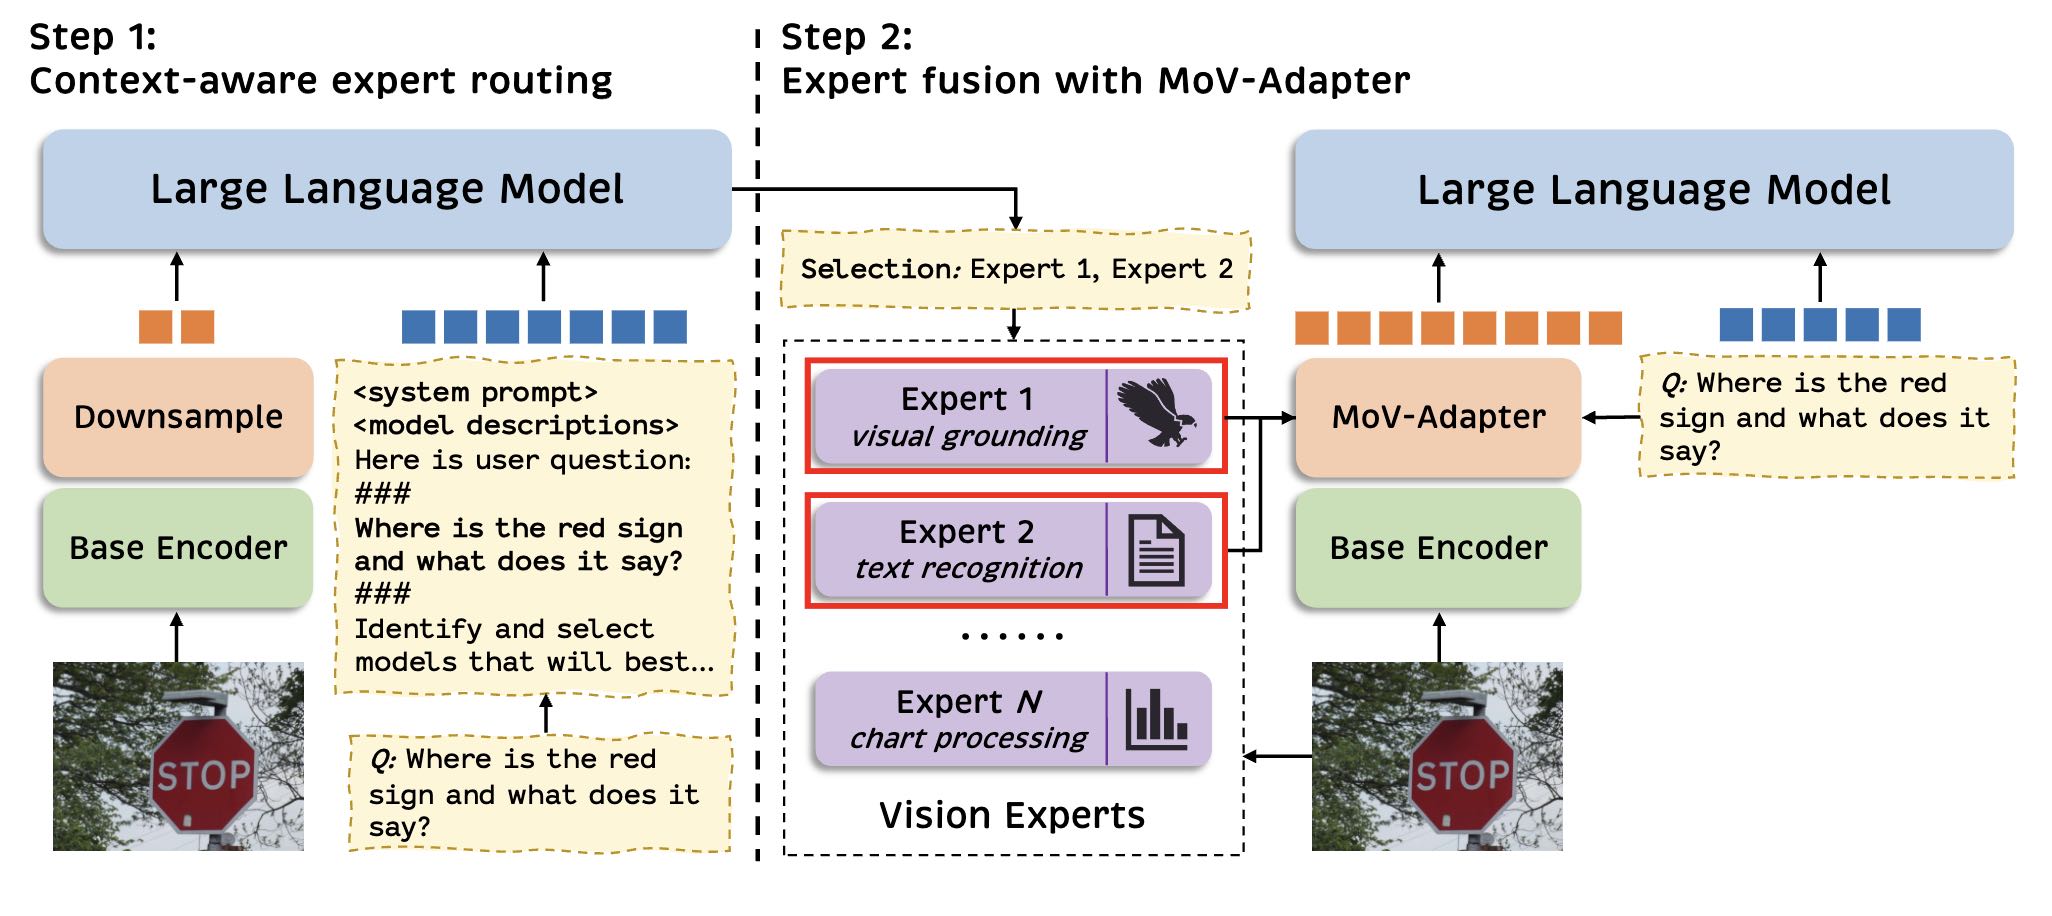 Step 1:
Context-aware expert routing
Large Language Model
Downsample
Base Encoder
<system prompt>
<model descriptions>
Here is user question:
###
Where is the red sign
and what does it say?
###
Identify and select
models that will best...
STOP
Q: Where is the red
sign and what does it
say?
Step 2:
Expert fusion with MoV-Adapter
Selection: Expert 1, Expert 2
Expert 1
visual grounding
Expert 2
text recognition
......
Expert N
chart processing
Vision Experts
Large Language Model
MoV-Adapter
Base Encoder
Q: Where is the red
sign and what does it
say?
STOP